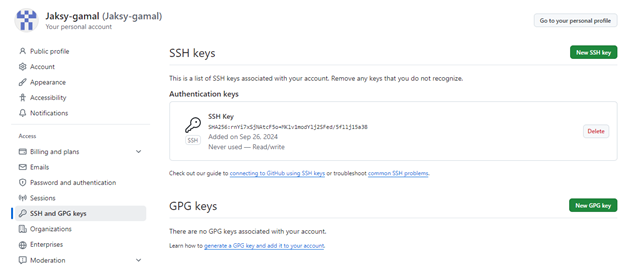 Jaksy-gamal (Jaksy-gamal)
Your personal account
Go to your personal profile
Public profile
Account
Appearance
Accessibility
Notifications
Access
Billing and plans
Emails
Password and authentication
Sessions
SSH and GPG keys
Organizations
Enterprises
Moderation
SSH keys
New SSH key
This is a list of SSH keys associated with your account. Remove any keys that you do not recognize.
Authentication keys
SSH Key
SSH
Added on Sep 26, 2024
Never used — Read/write
Delete
Check out our guide to connecting to GitHub using SSH keys or troubleshoot common SSH problems.
GPG keys
New GPG key
There are no GPG keys associated with your account.
Learn how to generate a GPG key and add it to your account.